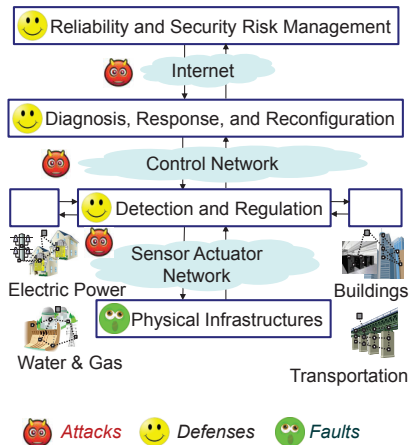 Reliability and Security Risk Management
Internet
Diagnosis, Response, and Reconfiguration
Control Network
Detection and Regulation
Sensor Actuator
Network
Electric Power
Buildings
Physical Infrastructures
Water & Gas
Transportation
Attacks Defenses Faults